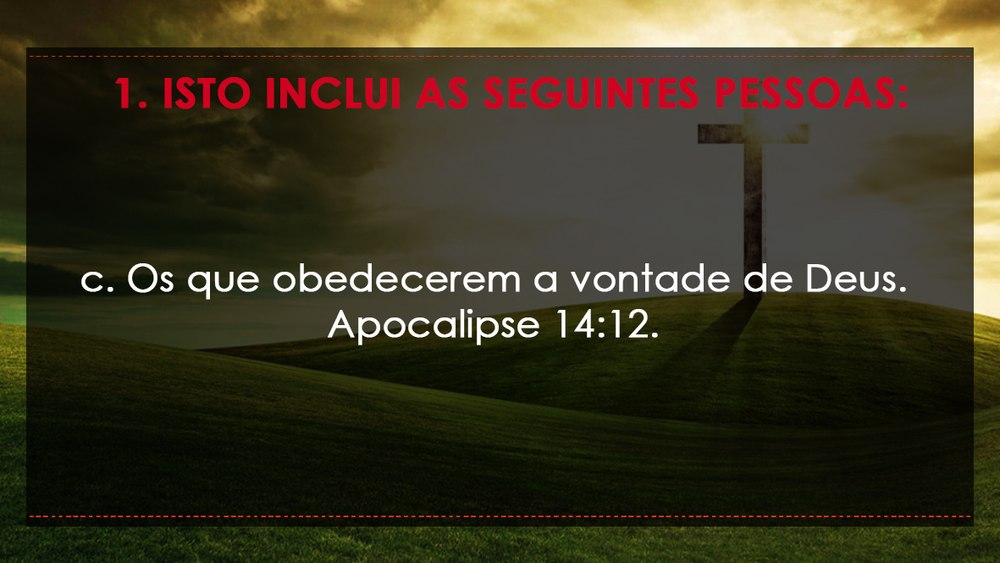 1. ISTO INCLUI AS SEGUINTES PESSOAS:
c. Os que obedecerem a vontade de Deus.
Apocalipse 14:12.